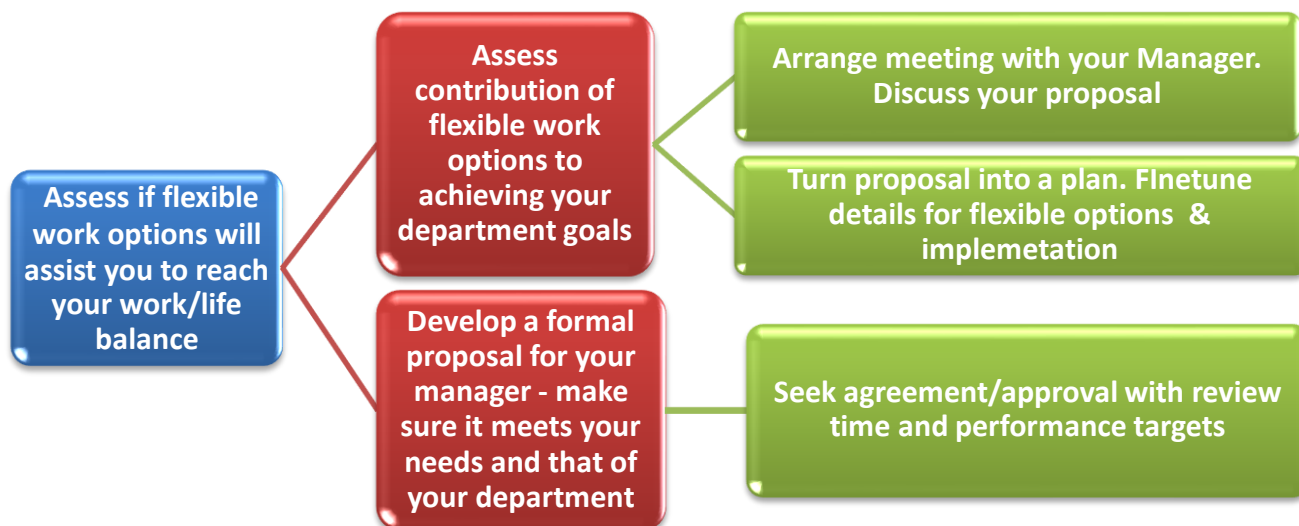 Assess if flexible
work options will
assist you to reach
your work/life
balance
Assess
contribution of
flexible work
options to
achieving your
department goals
Develop a formal
proposal for your
manager - make
sure it meets your
needs and that of
your department
Arrange meeting with your Manager.
Discuss your proposal
Turn proposal into a plan. FInetune
details for flexible options & 
implemetation
Seek agreement/approval with review
time and performance targets